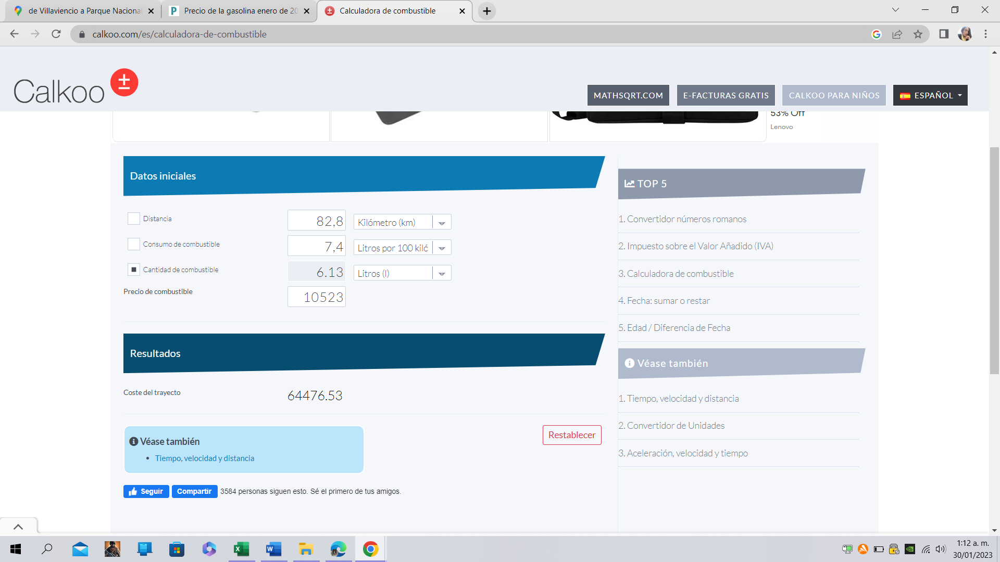 de Villaviencio a Parque Nacional
Precio de la gasolina enero de 20
Calculadora de combustible
calkoo.com/es/calculadora-de-combustible
Calkoo
MATHSQRT.COM
E-FACTURAS GRATIS
CALKOO PARA NIÑOS
ESPAÑOL
53% Off
Lenovo
Datos iniciales
Distancia 82,8 Kilómetro (km)
Consumo de combustible 7,4 Litros por 100 kiló
Cantidad de combustible 6.13 Litros (l)
Precio de combustible 10523
Resultados
Coste del trayecto 64476.53
Véase también
• Tiempo, velocidad y distancia
Restablecer
Seguir Compartir 3584 personas siguen esto. Sé el primero de tus amigos.
TOP 5
1. Convertidor números romanos
2. Impuesto sobre el Valor Añadido (IVA)
3. Calculadora de combustible
4. Fecha: sumar o restar
5. Edad / Diferencia de Fecha
Véase también
1. Tiempo, velocidad y distancia
2. Convertidor de Unidades
3. Aceleración, velocidad y tiempo
1:12 a. m.
30/01/2023